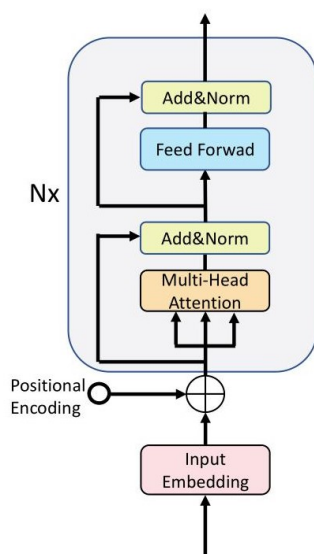 Add&Norm
Feed Forwad
Nx
Add&Norm
Multi-Head
Attention
Positional
Encoding
Input
Embedding